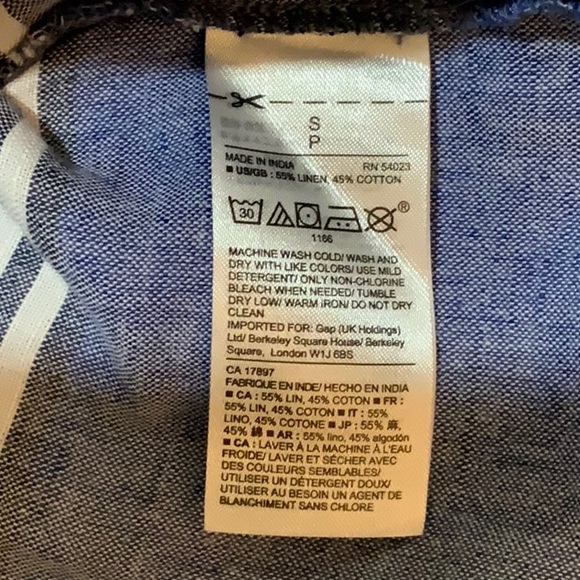 S
P
MADE IN INDIA RN 54023
■ US/GB : 55% LINEN, 45% COTTON
30
®
1166
MACHINE WASH COLD/ WASH AND
DRY WITH LIKE COLORS/ USE MILD
DETERGENT/ ONLY NON-CHLORINE
BLEACH WHEN NEEDED/ TUMBLE
DRY LOW/ WARM IRON/ DO NOT DRY
CLEAN
IMPORTED FOR: Gap (UK Holdings)
Ltd/ Berkeley Square House/ Berkeley
Square, London W1J 6BS
CA 17897
FABRIQUE EN INDE/ HECHO EN INDIA
■ CA : 55% LIN, 45% COTON ■ FR :
55% LIN, 45% COTON ■ IT : 55%
LINO, 45% COTONE ■ JP : 55% 麻,
45% 綿 ■ AR : 55% lino, 45% algodón
■ CA : LAVER À LA MACHINE À L'EAU
FROIDE/ LAVER ET SÉCHER AVEC
DES COULEURS SEMBLABLES/
UTILISER UN DÉTERGENT DOUX/
UTILISER AU BESOIN UN AGENT DE
BLANCHIMENT SANS CHLORE